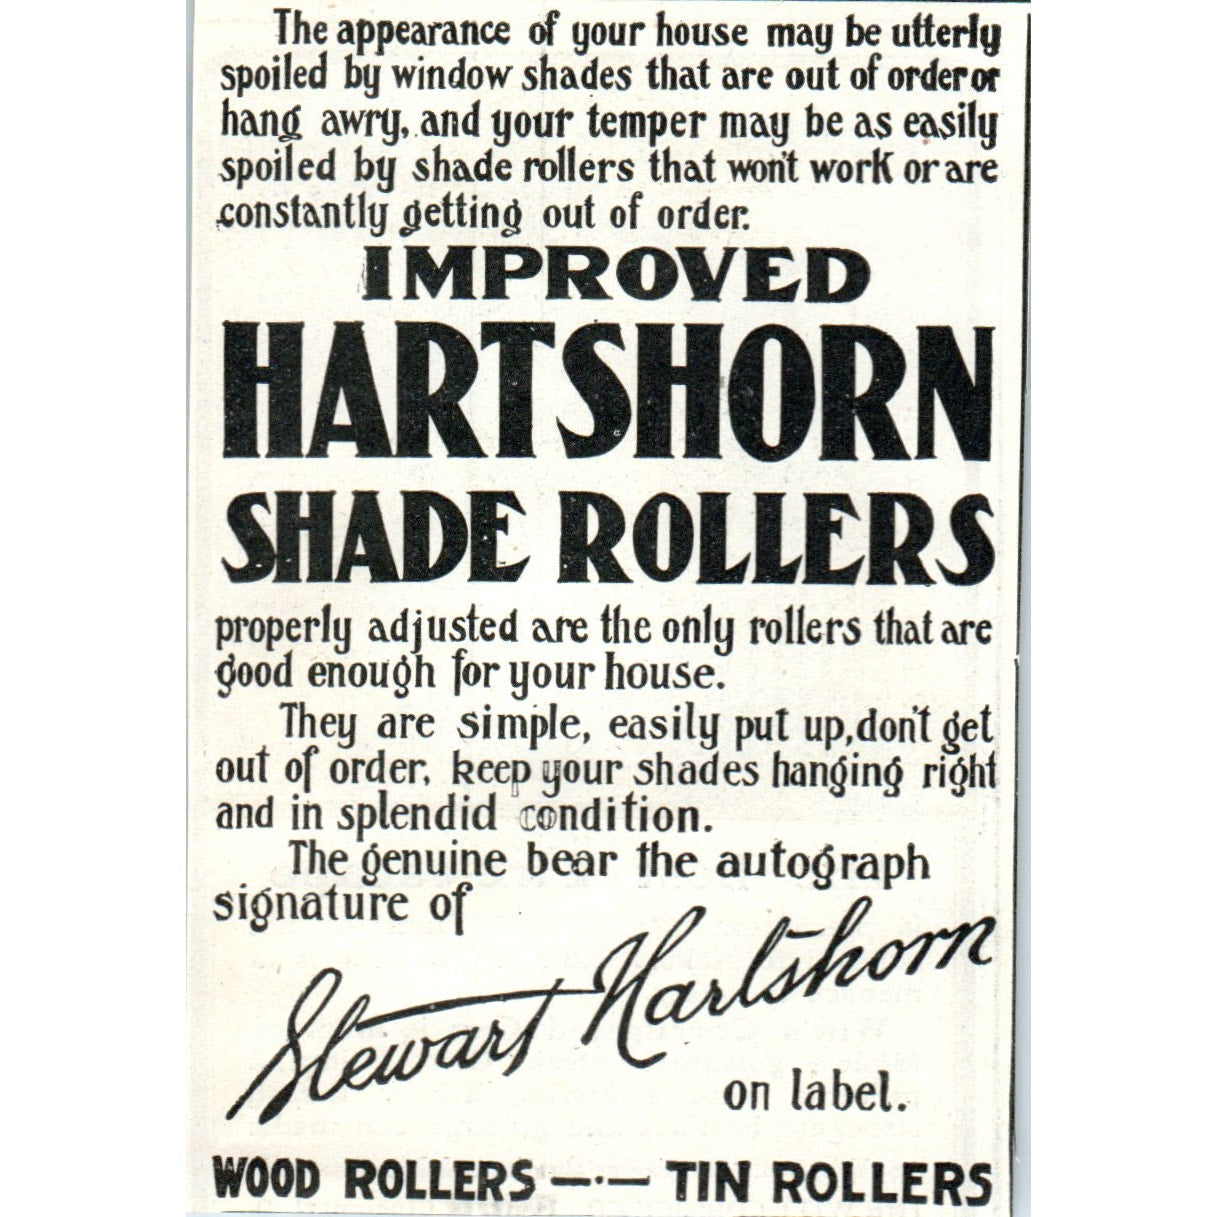 The appearance of your house may be utterly
spoiled by window shades that are out of order or
hang awry, and your temper may be as easily
spoiled by shade rollers that won't work or are
constantly getting out of order.
IMPROVED
HARTSHORN
SHADE ROLLERS
properly adjusted are the only rollers that are
good enough for your house.
They are simple, easily put up, don't get
out of order, keep your shades hanging right
and in splendid condition.
The genuine bear the autograph
signature of
Stewart Hartshorn
on label.
WOOD ROLLERS —·— TIN ROLLERS